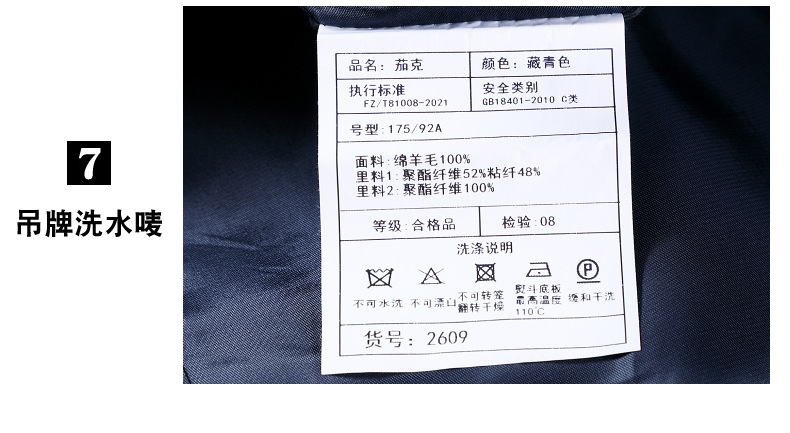 7
吊牌洗水唛
品名：茄克
颜色：藏青色
执行标准
FZ/T81008-2021
安全类别
GB18401-2010 C类
号型:175/92A
面料:绵羊毛100%
里料1:聚酯纤维52%粘纤48%
里料2:聚酯纤维100%
等级:合格品
检验:08
洗涤说明
P
不可水洗
不可漂白
不可转笼
翻转干燥
熨斗底板
最高温度
110℃
缓和干洗
货号：2609